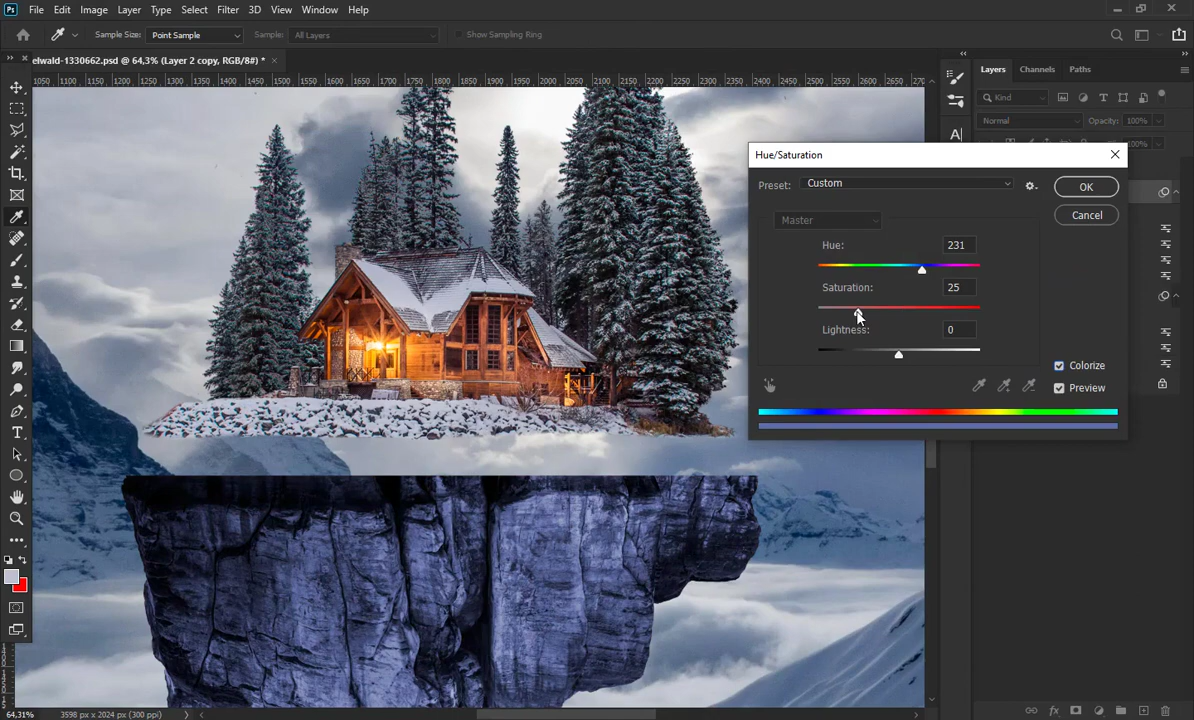 Ps File Edit Image Layer Type Select Filter 3D View Window Help
Sample Size: Point Sample Sample: All Layers Show Sampling Ring
elwald-1330662.psd @ 64,3% (Layer 2 copy, RGB/8#) *
1050 1100 1150 1200 1250 1300 1350 1400 1450 1500 1550 1600 1650 1700 1750 1800 1850 1900 1950 2000 2050 2100 2150 2200 2250 2300 2350 2400 2450 2500 2550 2600 2650 270
Layers Channels Paths
Kind
Normal Opacity: 100%
100%
Hue/Saturation
Preset: Custom OK
Cancel
Master
Hue: 231
Saturation: 25
Lightness: 0
Colorize
Preview
64,31% 3598 px x 2024 px (300 ppi)